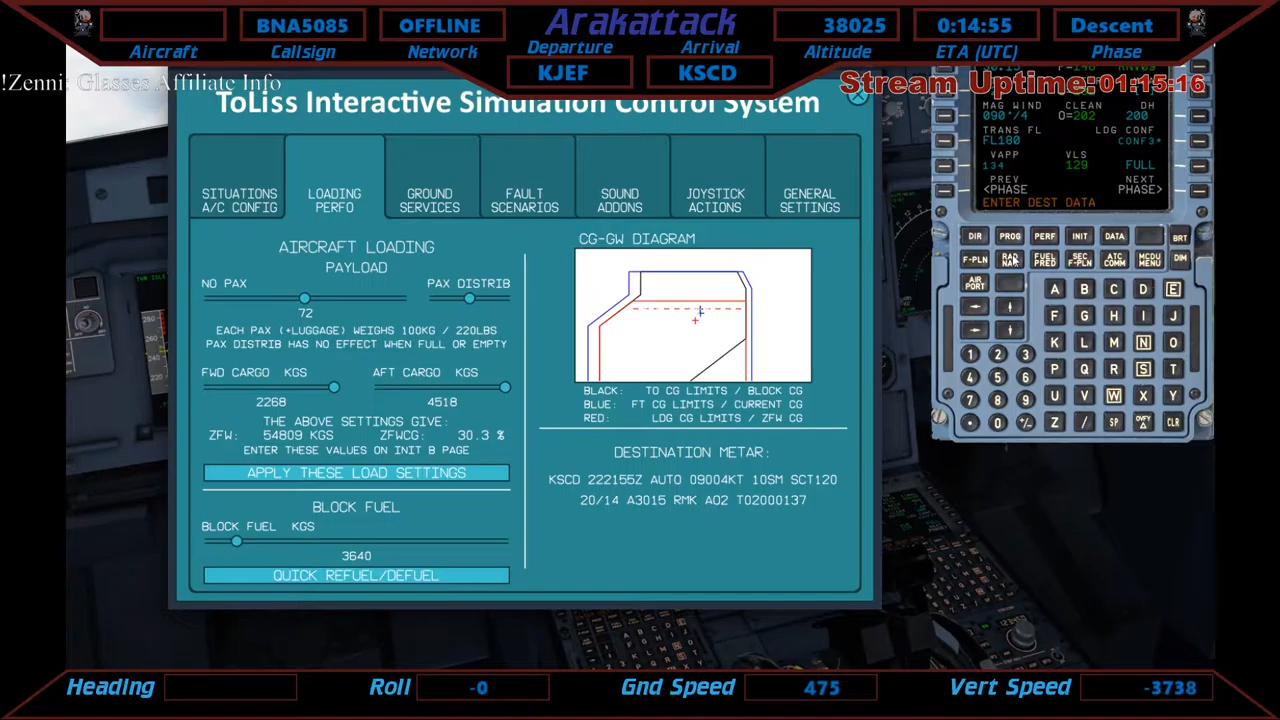 BNA5085
OFFLINE
Arakattack
38025
0:14:55
Descent
Aircraft
Callsign
Network
Departure
Arrival
Altitude
ETA (UTC)
Phase
KJEF
KSCD
!Zenni Glasses Affiliate Info
Stream Uptime:01:15:16
ToLiss Interactive Simulation Control System
SITUATIONS
A/C CONFIG
LOADING
PERFO
GROUND
SERVICES
FAULT
SCENARIOS
SOUND
ADDONS
JOYSTICK
ACTIONS
GENERAL
SETTINGS
AIRCRAFT LOADING
PAYLOAD
NO PAX
PAX DISTRIB
72
EACH PAX (+LUGGAGE) WEIGHS 100KG / 220LBS
PAX DISTRIB HAS NO EFFECT WHEN FULL OR EMPTY
FWD CARGO KGS
AFT CARGO KGS
2268
4518
THE ABOVE SETTINGS GIVE:
ZFW: 54809 KGS ZFWCG: 30.3 %
ENTER THESE VALUES ON INIT B PAGE
APPLY THESE LOAD SETTINGS
BLOCK FUEL
BLOCK FUEL KGS
3640
QUICK REFUEL/DEFUEL
CG-GW DIAGRAM
BLACK: TO CG LIMITS / BLOCK CG
BLUE: FT CG LIMITS / CURRENT CG
RED: LDG CG LIMITS / ZFW CG
DESTINATION METAR:
KSCD 222155Z AUTO 09004KT 10SM SCT120
20/14 A3015 RMK AO2 T02000137
MAG WIND CLEAN DH
090°/4 O=202 200
TRANS FL LDG CONF
FL180 CONF3*
VAPP VLS
134 129 FULL
PREV NEXT
<PHASE PHASE>
ENTER DEST DATA
DIR PROG PERF INIT DATA BRT
F-PLN RAD NAV FUEL PRED SEC F-PLN ATC COMM MCDU MENU DIM
AIR PORT
A B C D E
F G H I J
K L M N O
P Q R S T
U V W X Y
Z / SP OVFY CLR
1 2 3
4 5 6
7 8 9
. 0 +/-
Heading
Roll
-0
Gnd Speed
475
Vert Speed
-3738